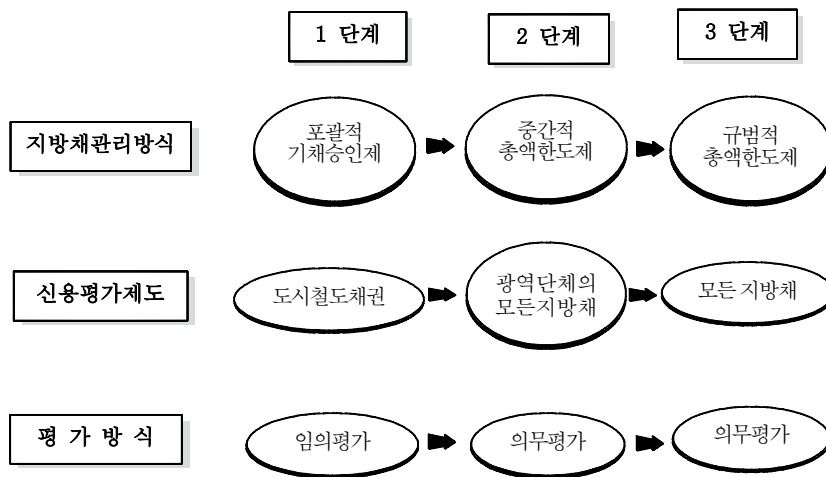 1 단계
2 단계
3 단계
지방채관리방식
포괄적
기채승인제
중간적
총액한도제
규범적
총액한도제
신용평가제도
도시철도채권
광역단체의
모든지방채
모든 지방채
평 가 방 식
임의평가
의무평가
의무평가